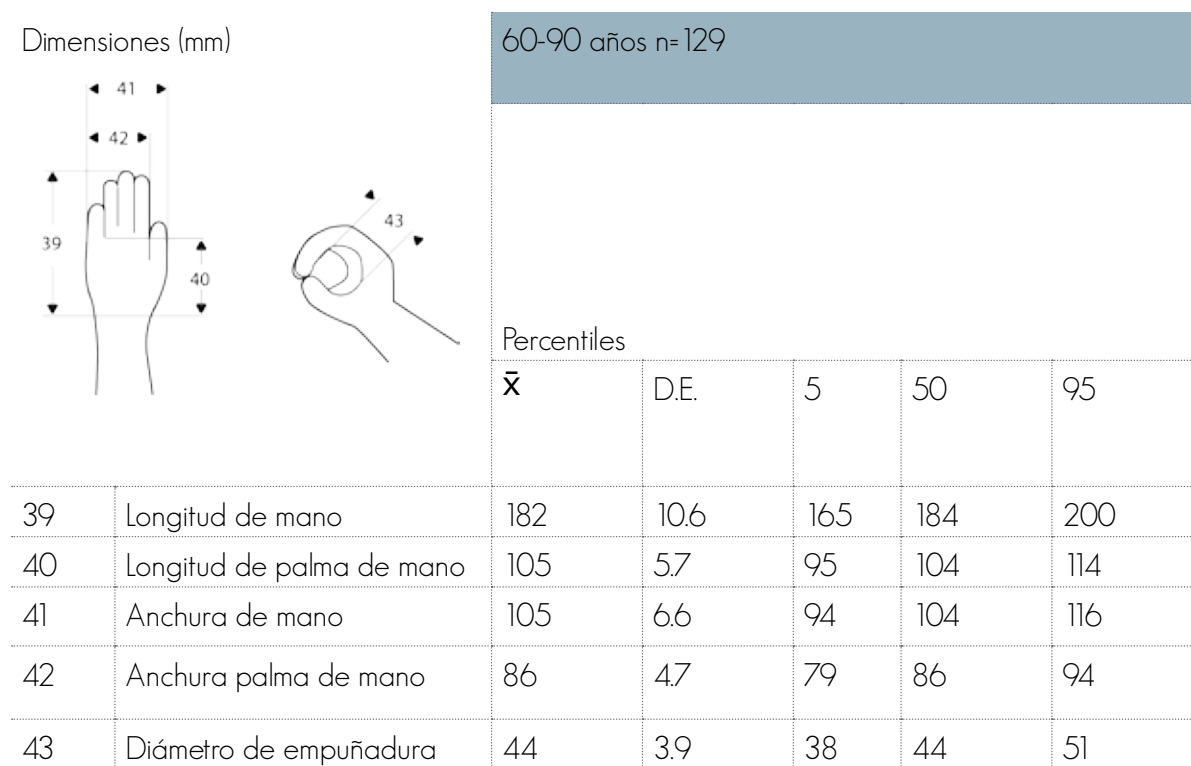 Dimensiones (mm)
60-90 años n=129
41
42
39
40
43
Percentiles
x̄ D.E. 5 50 95
39 Longitud de mano 182 10.6 165 184 200
40 Longitud de palma de mano 105 5.7 95 104 114
41 Anchura de mano 105 6.6 94 104 116
42 Anchura palma de mano 86 4.7 79 86 94
43 Diámetro de empuñadura 44 3.9 38 44 51